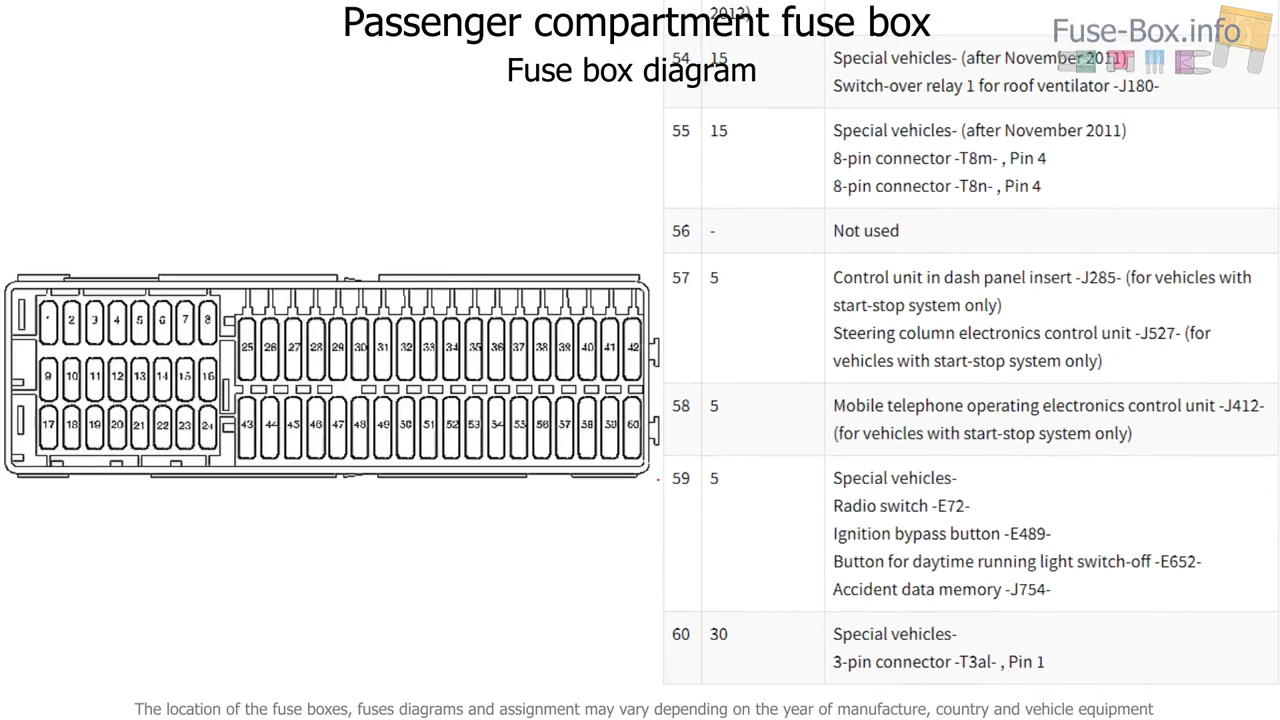 Passenger compartment fuse box
Fuse box diagram
Fuse-Box.info
2012)
54 15 Special vehicles- (after November 2011)
Switch-over relay 1 for roof ventilator -J180-
55 15 Special vehicles- (after November 2011)
8-pin connector -T8m- , Pin 4
8-pin connector -T8n- , Pin 4
56 - Not used
57 5 Control unit in dash panel insert -J285- (for vehicles with
start-stop system only)
Steering column electronics control unit -J527- (for
vehicles with start-stop system only)
58 5 Mobile telephone operating electronics control unit -J412-
(for vehicles with start-stop system only)
59 5 Special vehicles-
Radio switch -E72-
Ignition bypass button -E489-
Button for daytime running light switch-off -E652-
Accident data memory -J754-
60 30 Special vehicles-
3-pin connector -T3al- , Pin 1
1 2 3 4 5 6 7 8
25 26 27 28 29 30 31 32 33 34 35 36 37 38 39 40 41 42
9 10 11 12 13 14 15 16
17 18 19 20 21 22 23 24
43 44 45 46 47 48 49 50 51 52 53 54 55 56 57 58 59 60
The location of the fuse boxes, fuses diagrams and assignment may vary depending on the year of manufacture, country and vehicle equipment